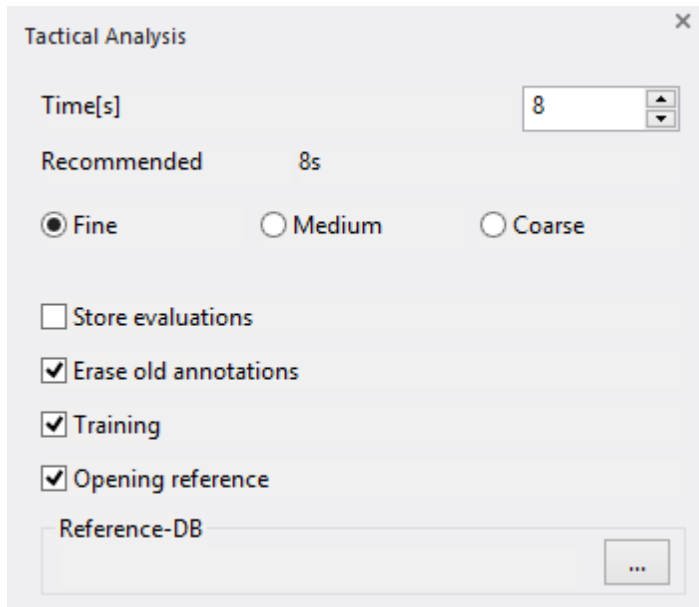 Tactical Analysis
Time[s] 8
Recommended 8s
Fine Medium Coarse
Store evaluations
Erase old annotations
Training
Opening reference
Reference-DB
...